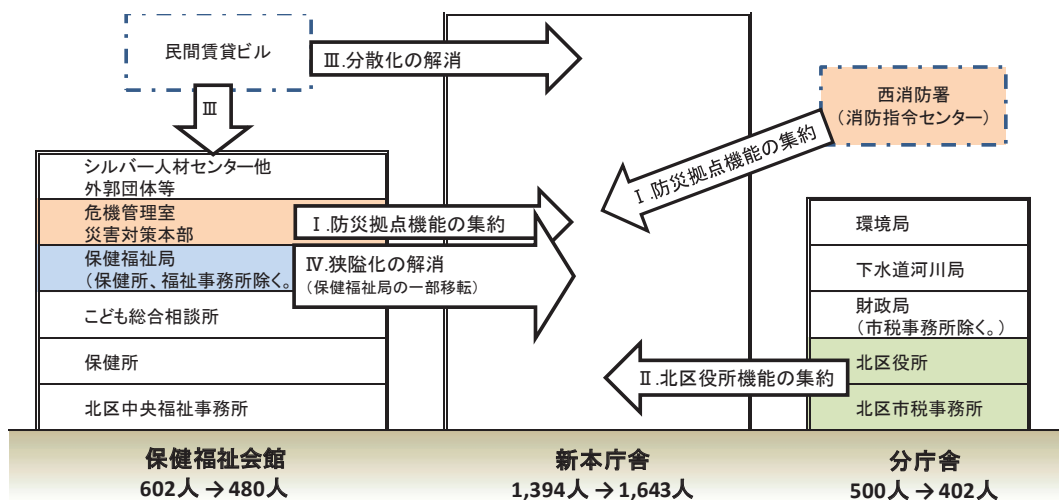 民間賃貸ビル
Ⅲ.分散化の解消
Ⅲ
西消防署
(消防指令センター)
Ⅰ.防災拠点機能の集約
シルバー人材センター他
外郭団体等
危機管理室
災害対策本部
Ⅰ.防災拠点機能の集約
保健福祉局
(保健所、福祉事務所除く。
Ⅳ.狭隘化の解消
(保健福祉局の一部移転)
こども総合相談所
保健所
北区中央福祉事務所
環境局
下水道河川局
財政局
(市税事務所除く。)
Ⅱ.北区役所機能の集約
北区役所
北区市税事務所
保健福祉会館
602人 → 480人
新本庁舎
1,394人 → 1,643人
分庁舎
500人 → 402人